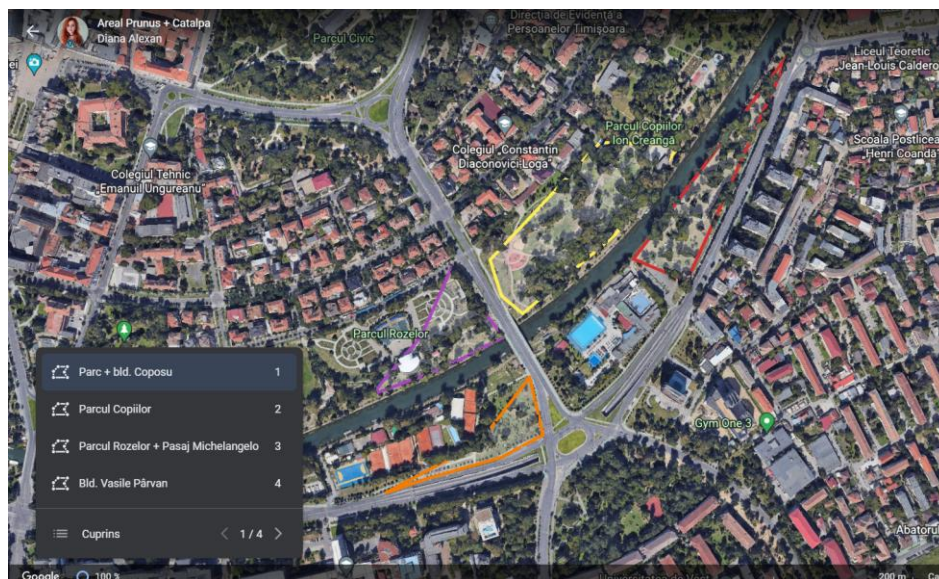 Areal Prunus + Catalpa
Diana Alexan
Parcul Civic
Direcția de Evidență a
Persoanelor Timișoara
Liceul Teoretic
Jean-Louis Caldero
Parcul Copiilor
Ion Creangă
Colegiul „Constantin
Diaconovici-Loga"
Școala Postlicea
„Henri Coandă"
Colegiul Tehnic
„Emanuil Ungureanu"
Parcul Rozelor
Parc + bld. Coposu 1
Parcul Copiilor 2
Parcul Rozelor + Pasaj Michelangelo 3
Bld. Vasile Pârvan 4
Cuprins 1 / 4
Gym One 3
Abatorul
Google 100 %
Universitatea de Vest
200 m